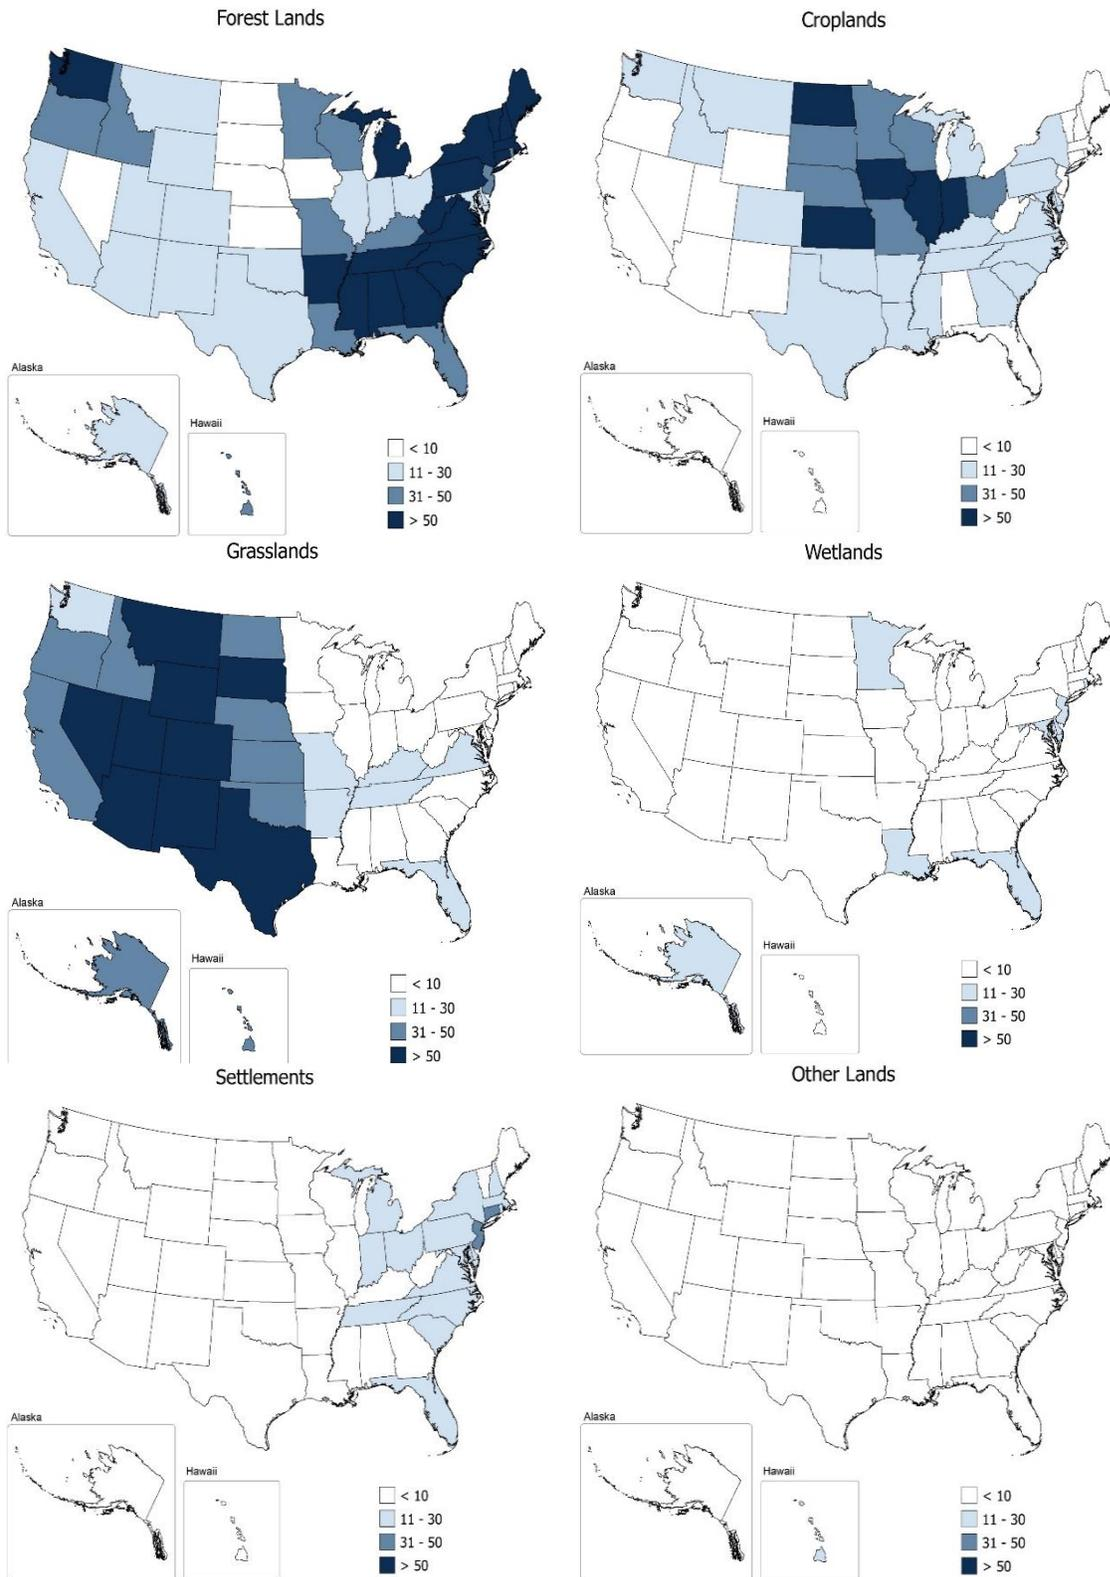 Forest Lands
Croplands
Alaska
Hawaii
< 10
11 - 30
31 - 50
> 50
Alaska
Hawaii
< 10
11 - 30
31 - 50
> 50
Grasslands
Wetlands
Alaska
Hawaii
< 10
11 - 30
31 - 50
> 50
Alaska
Hawaii
< 10
11 - 30
31 - 50
> 50
Settlements
Other Lands
Alaska
Hawaii
< 10
11 - 30
31 - 50
> 50
Alaska
Hawaii
< 10
11 - 30
31 - 50
> 50